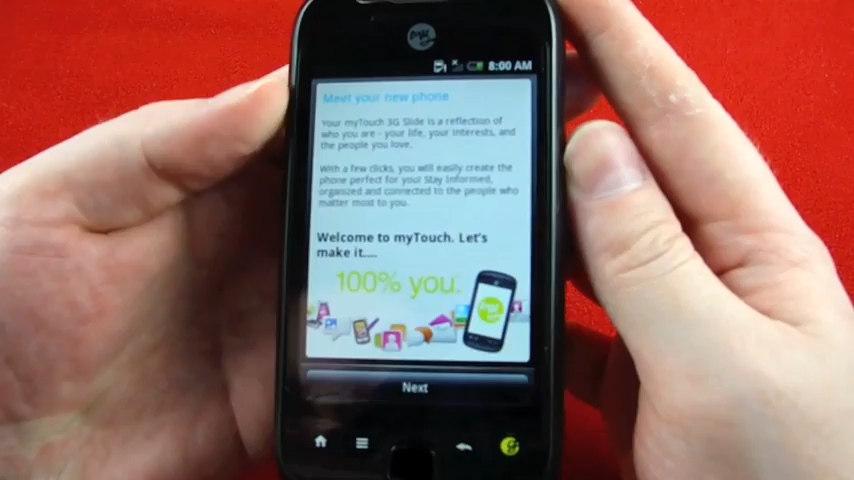 my
8:00 AM
Meet your new phone
Your myTouch 3G Slide is a reflection of
who you are - your life, your interests, and
the people you love.
With a few clicks, you will easily create the
phone perfect for your Stay Informed,
organized and connected to the people who
matter most to you.
Welcome to myTouch. Let's
make it....
100% you.
my
Next